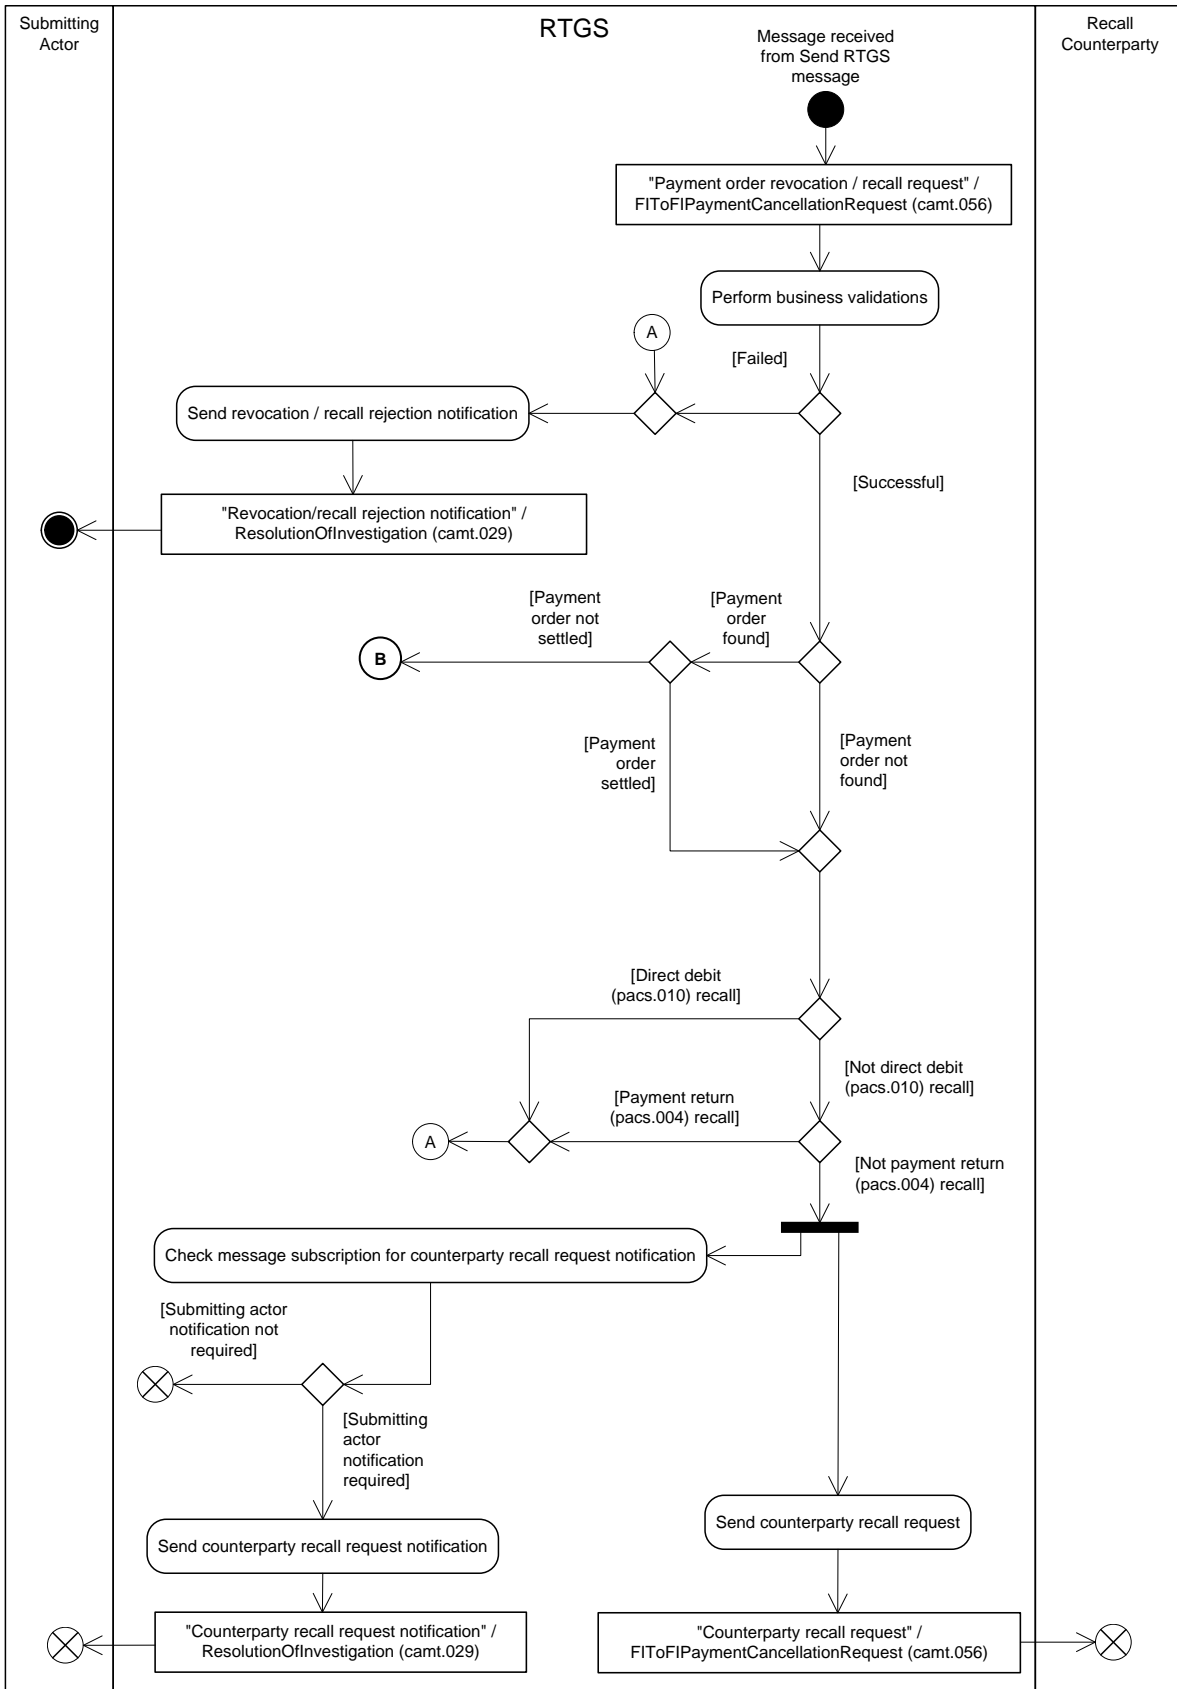 Submitting
Actor
RTGS
Recall
Counterparty
Message received
from Send RTGS
message
"Payment order revocation / recall request" /
FIToFIPaymentCancellationRequest (camt.056)
Perform business validations
A
[Failed]
Send revocation / recall rejection notification
[Successful]
"Revocation/recall rejection notification" /
ResolutionOfInvestigation (camt.029)
[Payment
order not
settled]
[Payment
order
found]
B
[Payment
order
settled]
[Payment
order not
found]
[Direct debit
(pacs.010) recall]
[Not direct debit
(pacs.010) recall]
[Payment return
(pacs.004) recall]
A
[Not payment return
(pacs.004) recall]
Check message subscription for counterparty recall request notification
[Submitting actor
notification not
required]
[Submitting
actor
notification
required]
Send counterparty recall request
Send counterparty recall request notification
"Counterparty recall request notification" /
ResolutionOfInvestigation (camt.029)
"Counterparty recall request" /
FIToFIPaymentCancellationRequest (camt.056)